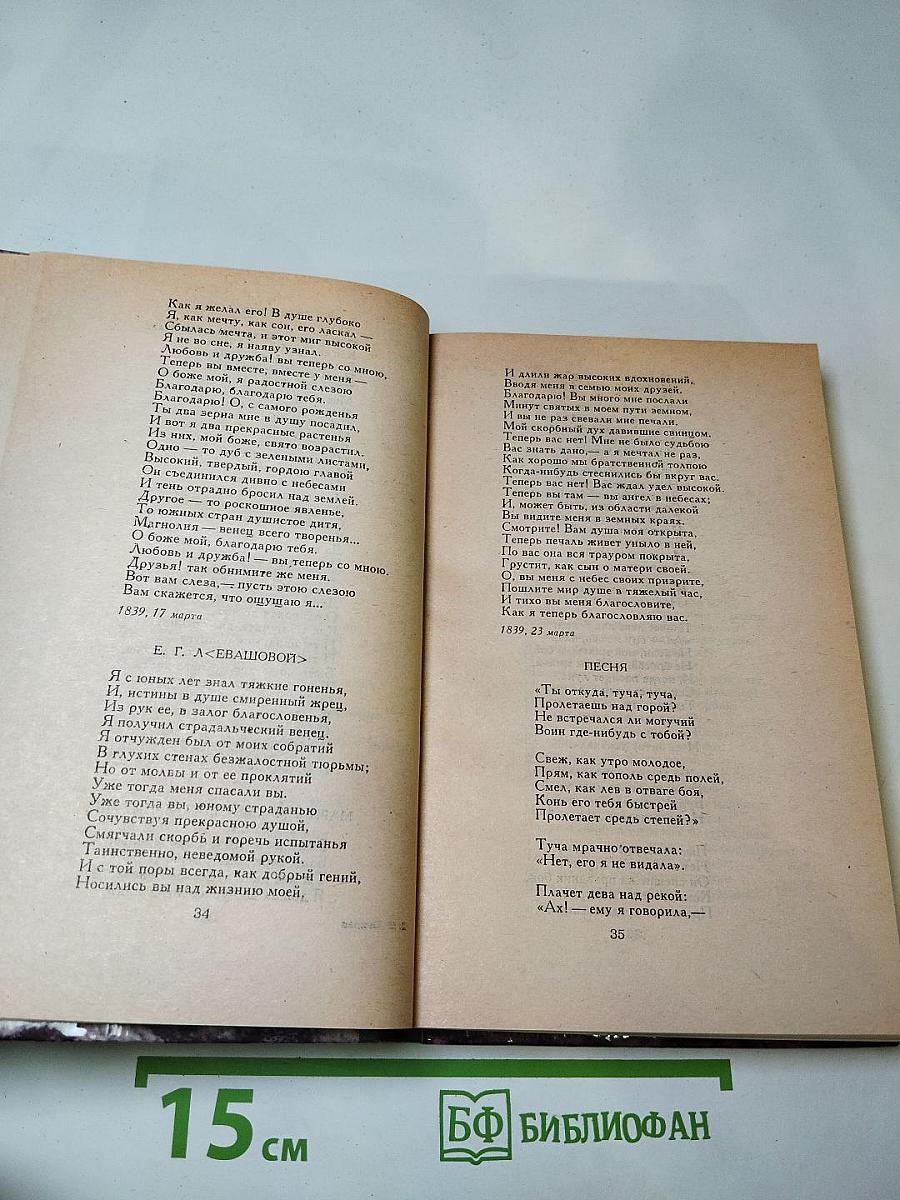 Как я желал его! В душе глубоко
Я, как мечту, как сон, его ласкал —
Сбылась мечта, и этот миг высокой
Я не во сне, я наяву узнал.
Любовь и дружба! вы теперь со мною,
Теперь вы вместе, вместе у меня —
О боже мой, я радостной слезою
Благодарю, благодарю тебя.
Благодарю! О, с самого рожденья
Ты два зерна мне в душу посадил,
И вот я два прекрасные растенья
Из них, мой боже, свято возрастил.
Одно — то дуб с зелеными листами,
Высокий, твердый, гордою главой
Он съединился дивно с небесами
И тень отрадно бросил над землей.
Другое — то роскошное явленье,
То южных стран душистое дитя,
Магнолия — венец всего творенья...
О боже мой, благодарю тебя.
Любовь и дружба! — вы теперь со мною.
Друзья! так обнимите же меня.
Вот вам слеза,— пусть этою слезою
Вам скажется, что ощущаю я...
1839, 17 марта
Е. Г. Л<ЕВАШОВОЙ>
Я с юных лет знал тяжкие гоненья,
И, истины в душе смиренный жрец,
Из рук ее, в залог благословенья,
Я получил страдальческий венец.
Я отчужден был от моих собратий
В глухих стенах безжалостной тюрьмы;
Но от молвы и от ее проклятий
Уже тогда меня спасали вы.
Уже тогда вы, юному страданью
Сочувствуя прекрасною душой,
Смягчали скорбь и горечь испытанья
Таинственно, неведомой рукой.
И с той поры всегда, как добрый гений,
Носились вы над жизнию моей,
34
И длили жар высоких вдохновений,
Вводя меня в семью моих друзей.
Благодарю! Вы много мне послали
Минут святых в моем пути земном,
И вы не раз свевали мне печали,
Мой скорбный дух давившие свинцом.
Теперь вас нет! Мне не было судьбою
Вас знать дано,— а я мечтал не раз,
Как хорошо мы братственной толпою
Когда-нибудь стеснились бы вкруг вас.
Теперь вас нет! Вас ждал удел высокой.
Теперь вы там — вы ангел в небесах;
И, может быть, из области далекой
Вы видите меня в земных краях.
Смотрите! Вам душа моя открыта,
Теперь печаль живет уныло в ней,
По вас она вся трауром покрыта,
Грустит, как сын о матери своей.
О, вы меня с небес своих призрите,
Пошлите мир душе в тяжелый час,
И тихо вы меня благословите,
Как я теперь благословляю вас.
1839, 23 марта
ПЕСНЯ
«Ты откуда, туча, туча,
Пролетаешь над горой?
Не встречался ли могучий
Воин где-нибудь с тобой?
Свеж, как утро молодое,
Прям, как тополь средь полей,
Смел, как лев в отваге боя,
Конь его тебя быстрей
Пролетает средь степей?»
Туча мрачно отвечала:
«Нет, его я не видала».
Плачет дева над рекой:
«Ах! — ему я говорила,—
35
15 см
БФ БИБЛИОФАН